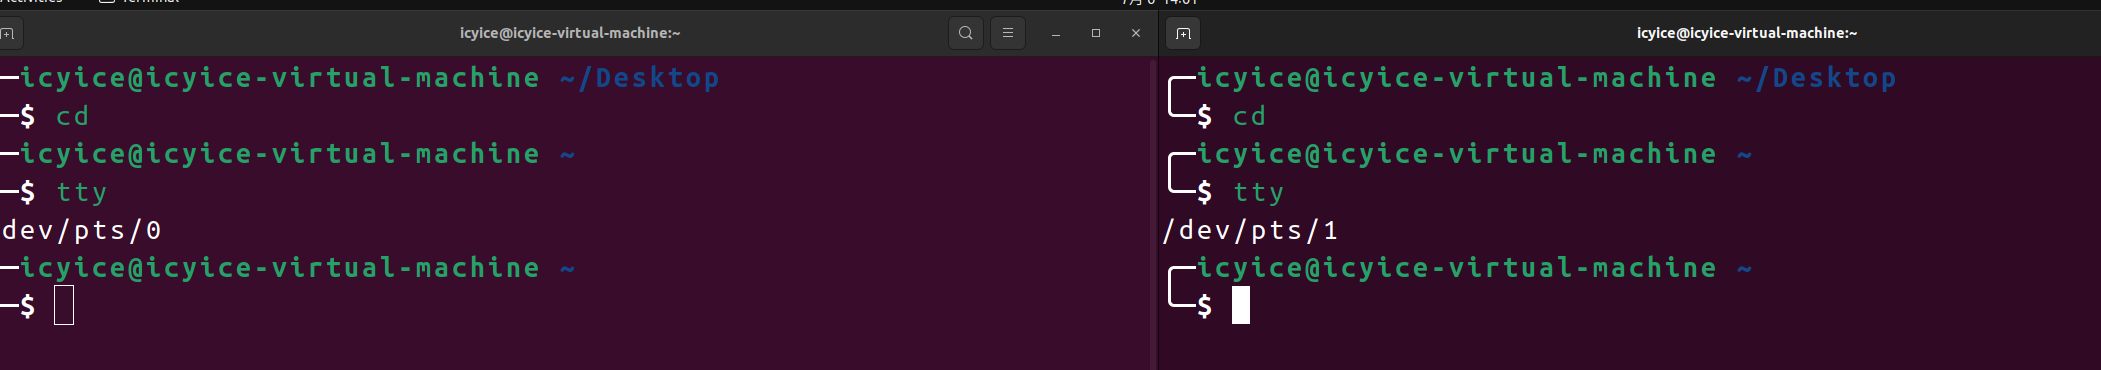 Terminal
icyice@icyice-virtual-machine:~
icyice@icyice-virtual-machine ~/Desktop
$ cd
icyice@icyice-virtual-machine ~
$ tty
dev/pts/0
icyice@icyice-virtual-machine ~
$
icyice@icyice-virtual-machine:~
icyice@icyice-virtual-machine ~/Desktop
$ cd
icyice@icyice-virtual-machine ~
$ tty
/dev/pts/1
icyice@icyice-virtual-machine ~
$